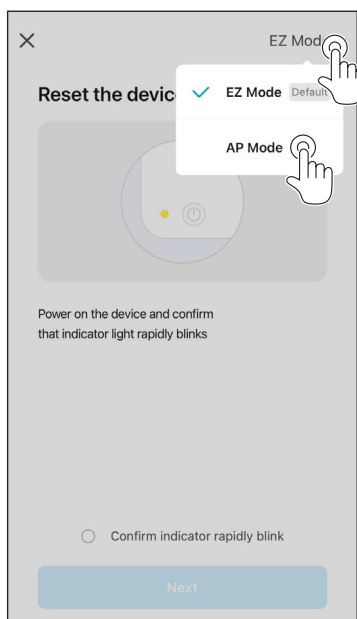 EZ Mod
Reset the devic
EZ Mode Default
AP Mode
Power on the device and confirm
that indicator light rapidly blinks
Confirm indicator rapidly blink
Next